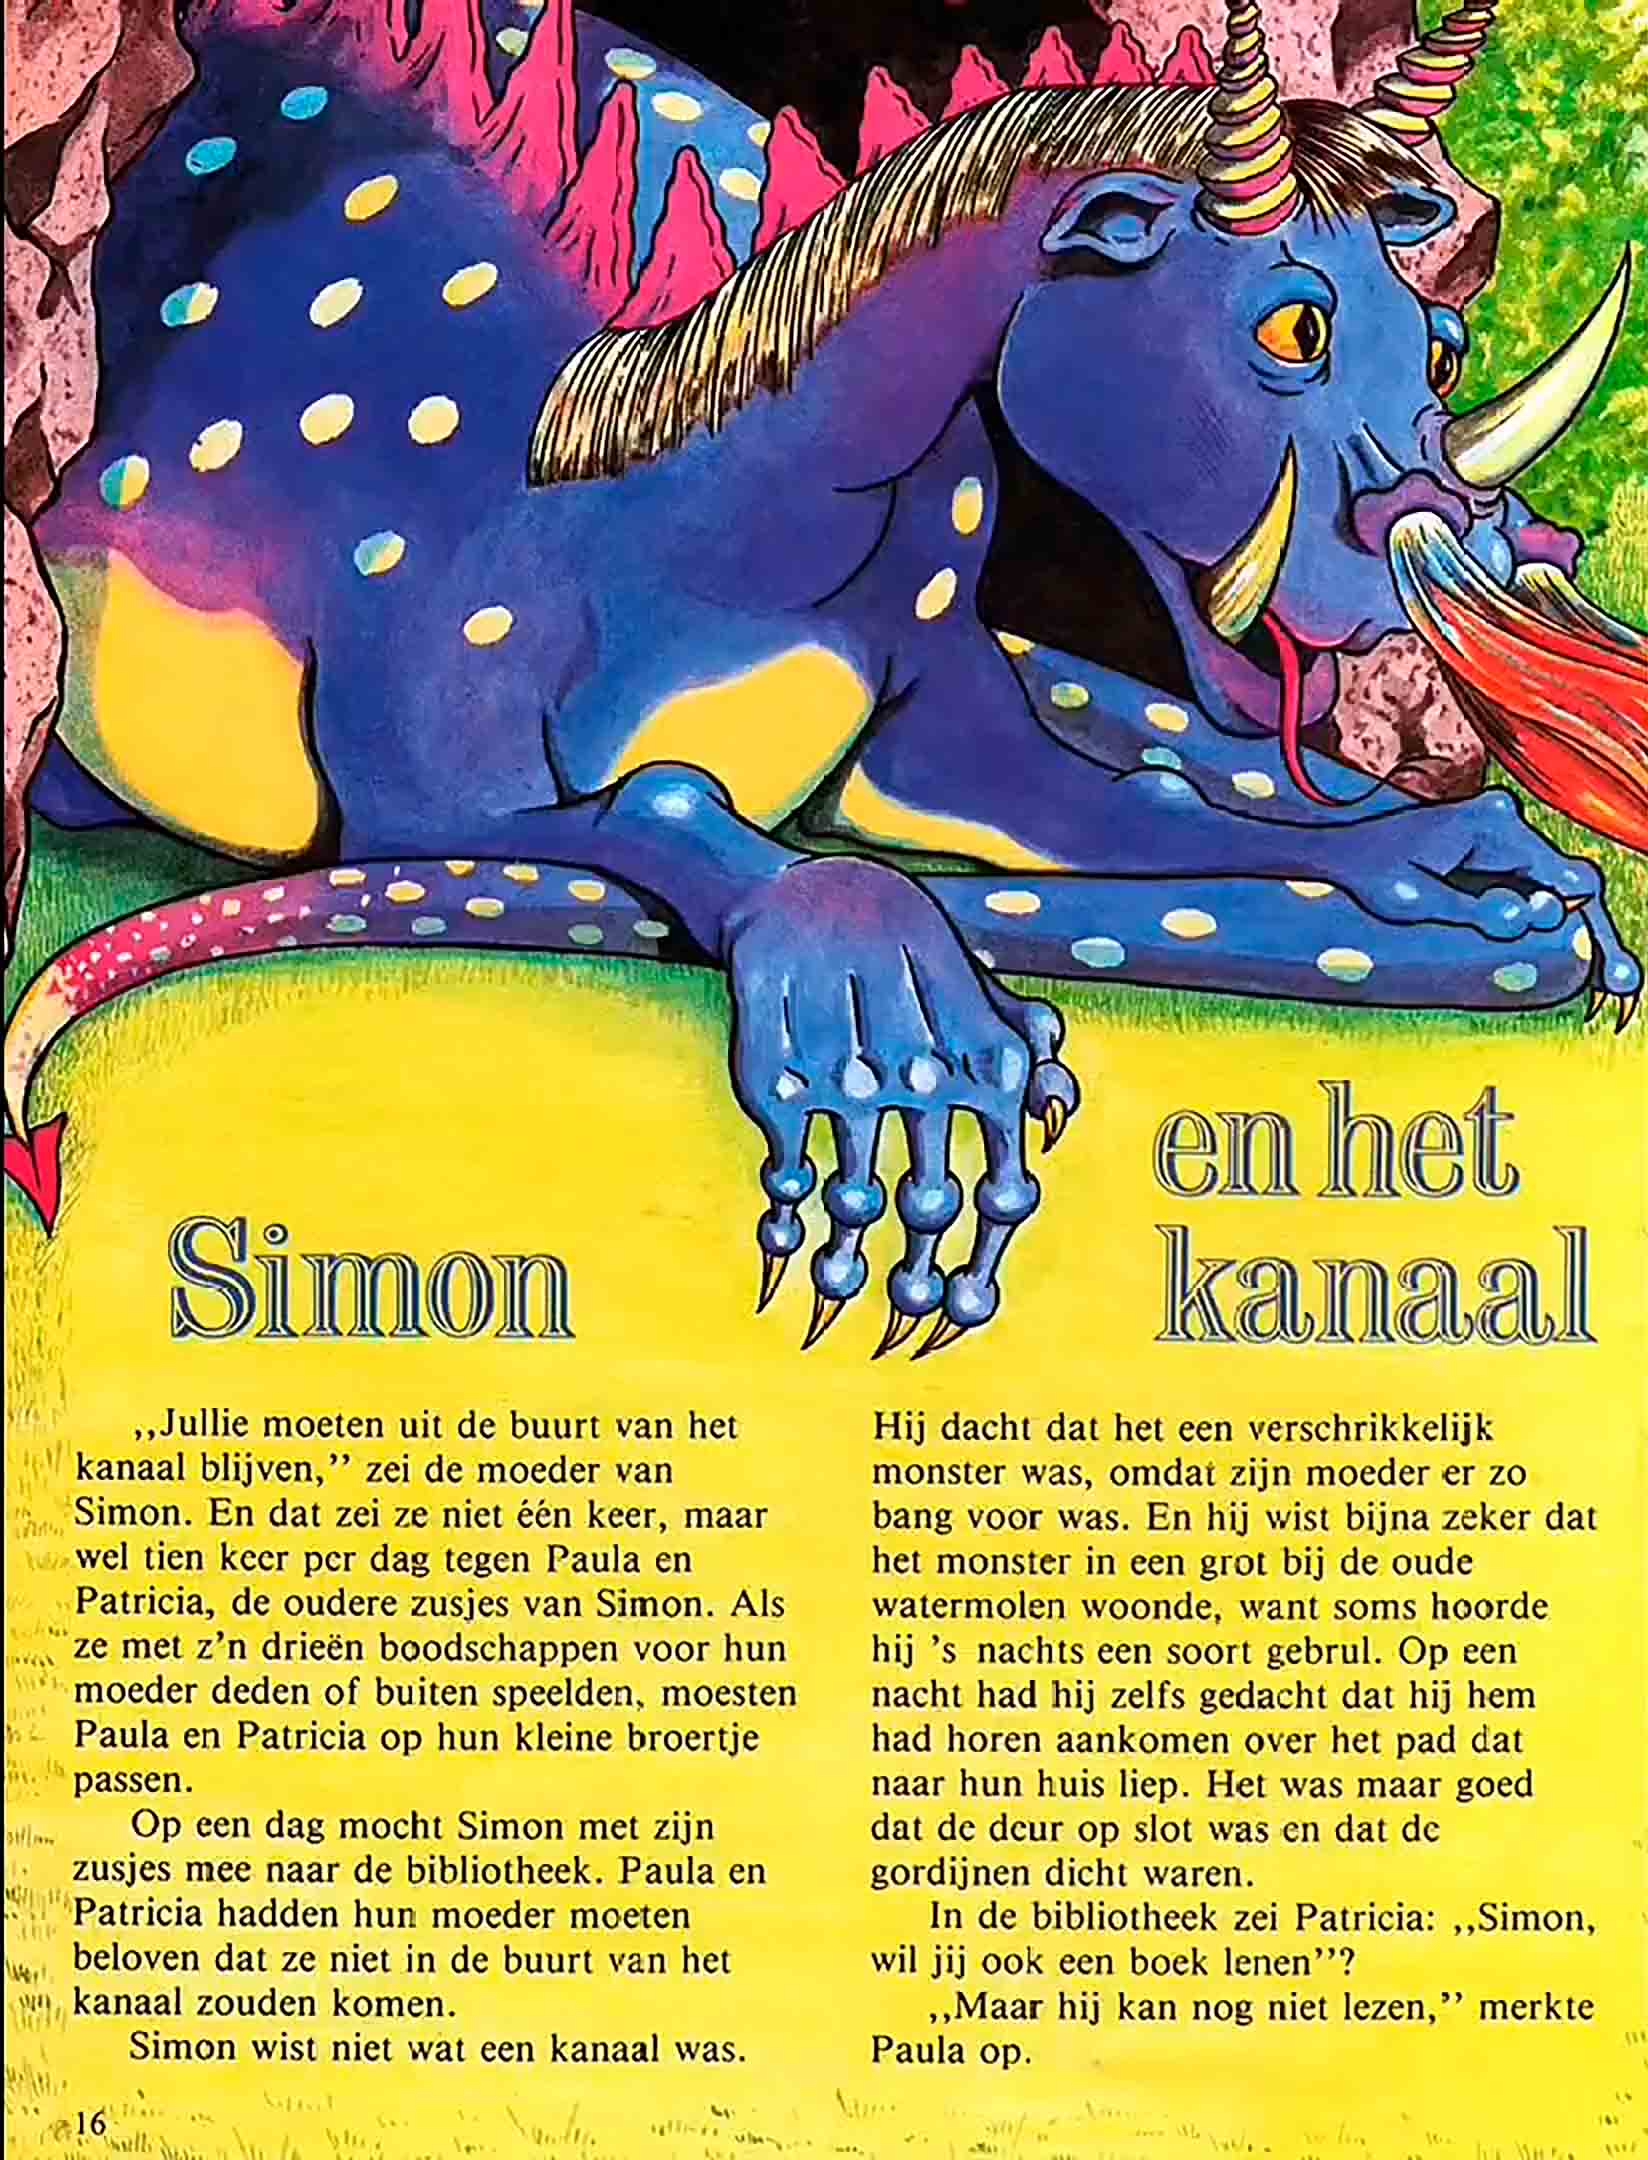 Simon
en het
kanaal
,,Jullie moeten uit de buurt van het
kanaal blijven,’’ zei de moeder van
Simon. En dat zei ze niet één keer, maar
wel tien keer per dag tegen Paula en
Patricia, de oudere zusjes van Simon. Als
ze met z’n drieën boodschappen voor hun
moeder deden of buiten speelden, moesten
Paula en Patricia op hun kleine broertje
passen.
Op een dag mocht Simon met zijn
zusjes mee naar de bibliotheek. Paula en
Patricia hadden hun moeder moeten
beloven dat ze niet in de buurt van het
kanaal zouden komen.
Simon wist niet wat een kanaal was.
Hij dacht dat het een verschrikkelijk
monster was, omdat zijn moeder er zo
bang voor was. En hij wist bijna zeker dat
het monster in een grot bij de oude
watermolen woonde, want soms hoorde
hij ’s nachts een soort gebrul. Op een
nacht had hij zelfs gedacht dat hij hem
had horen aankomen over het pad dat
naar hun huis liep. Het was maar goed
dat de deur op slot was en dat de
gordijnen dicht waren.
In de bibliotheek zei Patricia: ,,Simon,
wil jij ook een boek lenen’’?
,,Maar hij kan nog niet lezen,’’ merkte
Paula op.
16